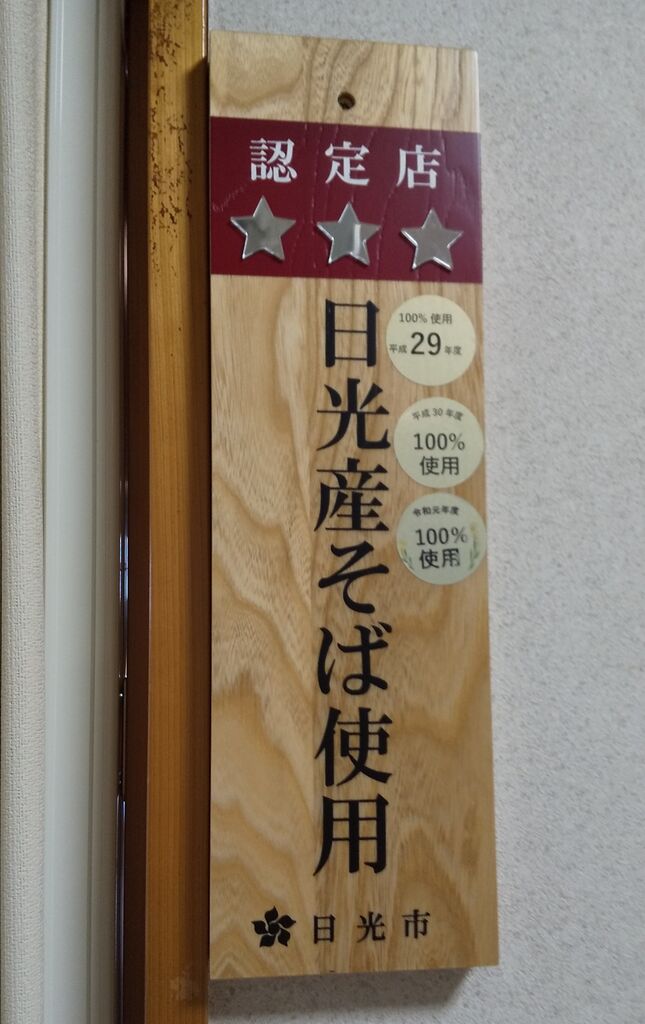 認定店
日光産そば使用
100% 使用
平成 29 年度
平成 30 年度
100%
使用
令和元年度
100%
使用
日光市